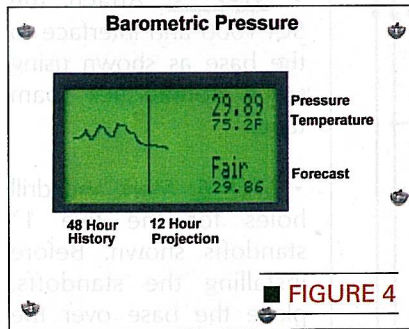 Barometric Pressure
29.89
75.2F
Fair
29.86
Pressure
Temperature
Forecast
48 Hour
History
12 Hour
Projection
FIGURE 4